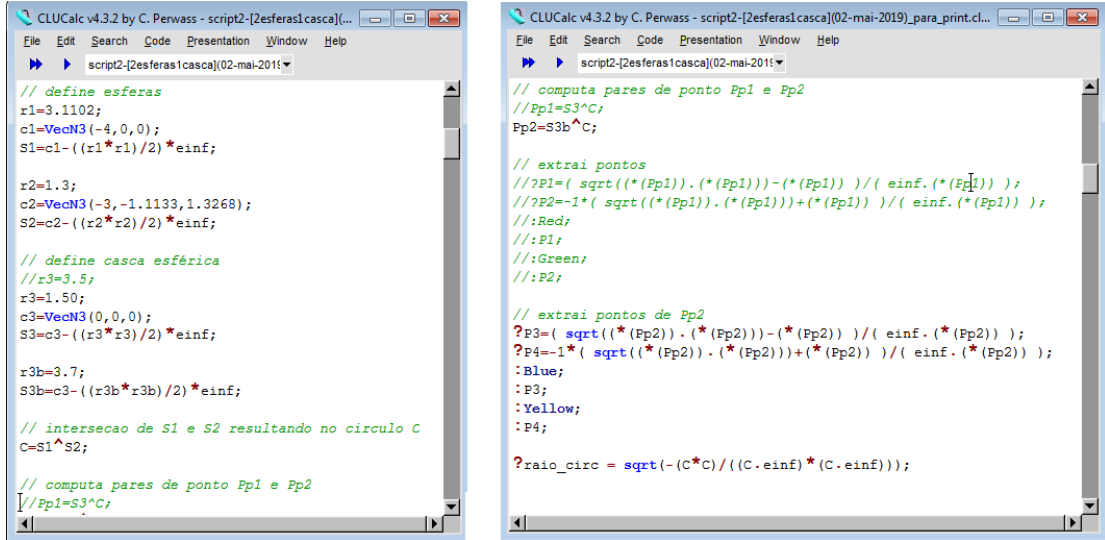 CLUCalc v4.3.2 by C. Perwass - script2-[2esferas1casca](...
File Edit Search Code Presentation Window Help
script2-[2esferas1casca](02-mai-2019
// define esferas
r1=3.1102;
c1=VecN3(-4,0,0);
S1=c1-((r1*r1)/2)*einf;
r2=1.3;
c2=VecN3(-3,-1.1133,1.3268);
S2=c2-((r2*r2)/2)*einf;
// define casca esférica
//r3=3.5;
r3=1.50;
c3=VecN3(0,0,0);
S3=c3-((r3*r3)/2)*einf;
r3b=3.7;
S3b=c3-((r3b*r3b)/2)*einf;
// intersecao de S1 e S2 resultando no circulo C
C=S1^S2;
// computa pares de ponto Pp1 e Pp2
//Pp1=S3^C;
CLUCalc v4.3.2 by C. Perwass - script2-[2esferas1casca](02-mai-2019)_para_print.cl...
File Edit Search Code Presentation Window Help
script2-[2esferas1casca](02-mai-2019
// computa pares de ponto Pp1 e Pp2
//Pp1=S3^C;
Pp2=S3b^C;
// extrai pontos
//?P1=( sqrt((*(Pp1)).(*(Pp1)))-(*(Pp1)) )/( einf.(*(Pp1)) );
//?P2=-1*( sqrt((*(Pp1)).(*(Pp1)))+(*(Pp1)) )/( einf.(*(Pp1)) );
//:Red;
//:P1;
//:Green;
//:P2;
// extrai pontos de Pp2
?P3=( sqrt((*(Pp2)).(*(Pp2)))-(*(Pp2)) )/( einf.(*(Pp2)) );
?P4=-1*( sqrt((*(Pp2)).(*(Pp2)))+(*(Pp2)) )/( einf.(*(Pp2)) );
:Blue;
:P3;
:Yellow;
:P4;
?raio_circ = sqrt(-(C*C)/((C.einf)*(C.einf)));